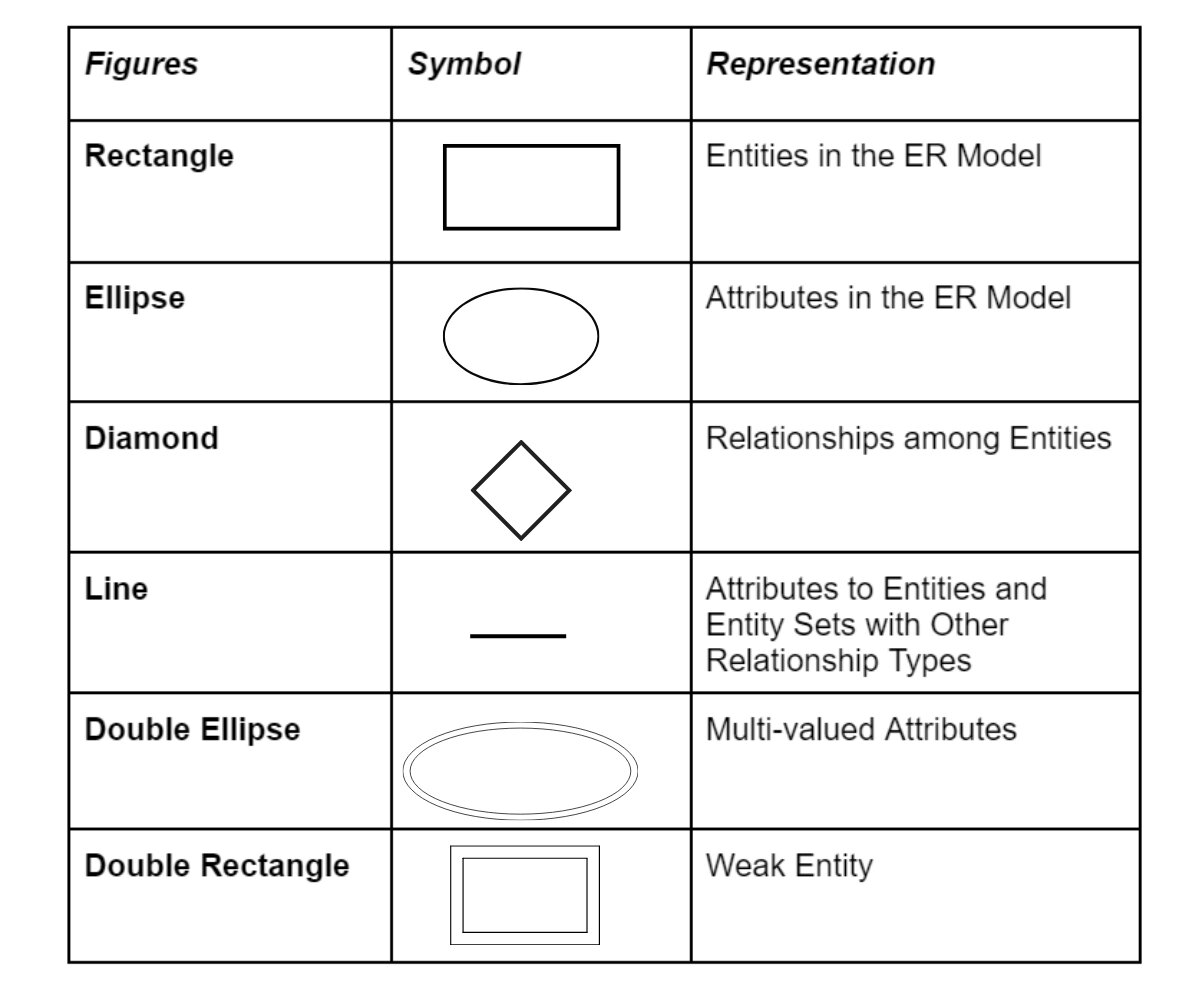 Figures Symbol Representation
Rectangle Entities in the ER Model
Ellipse Attributes in the ER Model
Diamond Relationships among Entities
Line Attributes to Entities and
Entity Sets with Other
Relationship Types
Double Ellipse Multi-valued Attributes
Double Rectangle Weak Entity